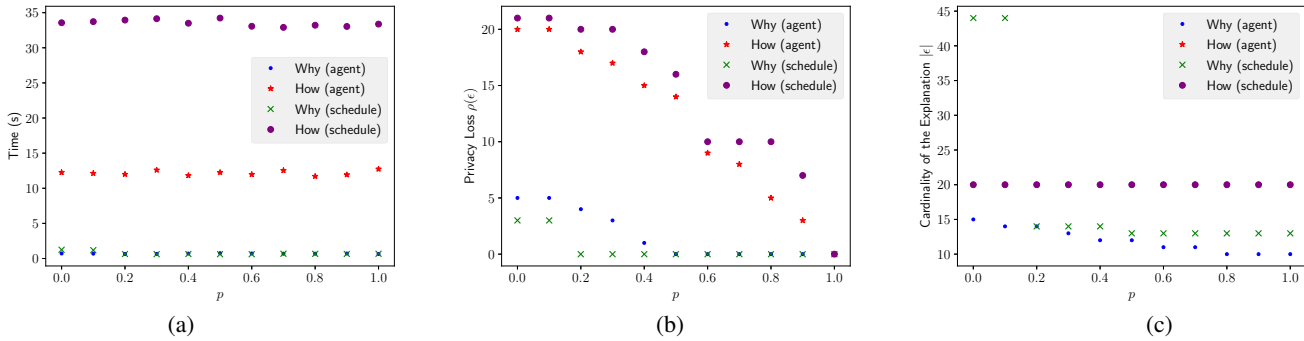 35
30
25
20
15
10
5
0
Time (s)
Why (agent)
How (agent)
Why (schedule)
How (schedule)
0.0 0.2 0.4 0.6 0.8 1.0
p
(a)
20
15
10
5
0
Privacy Loss ρ(ϵ)
Why (agent)
How (agent)
Why (schedule)
How (schedule)
0.0 0.2 0.4 0.6 0.8 1.0
p
(b)
45
40
35
30
25
20
15
10
Cardinality of the Explanation |ϵ|
Why (agent)
How (agent)
Why (schedule)
How (schedule)
0.0 0.2 0.4 0.6 0.8 1.0
p
(c)